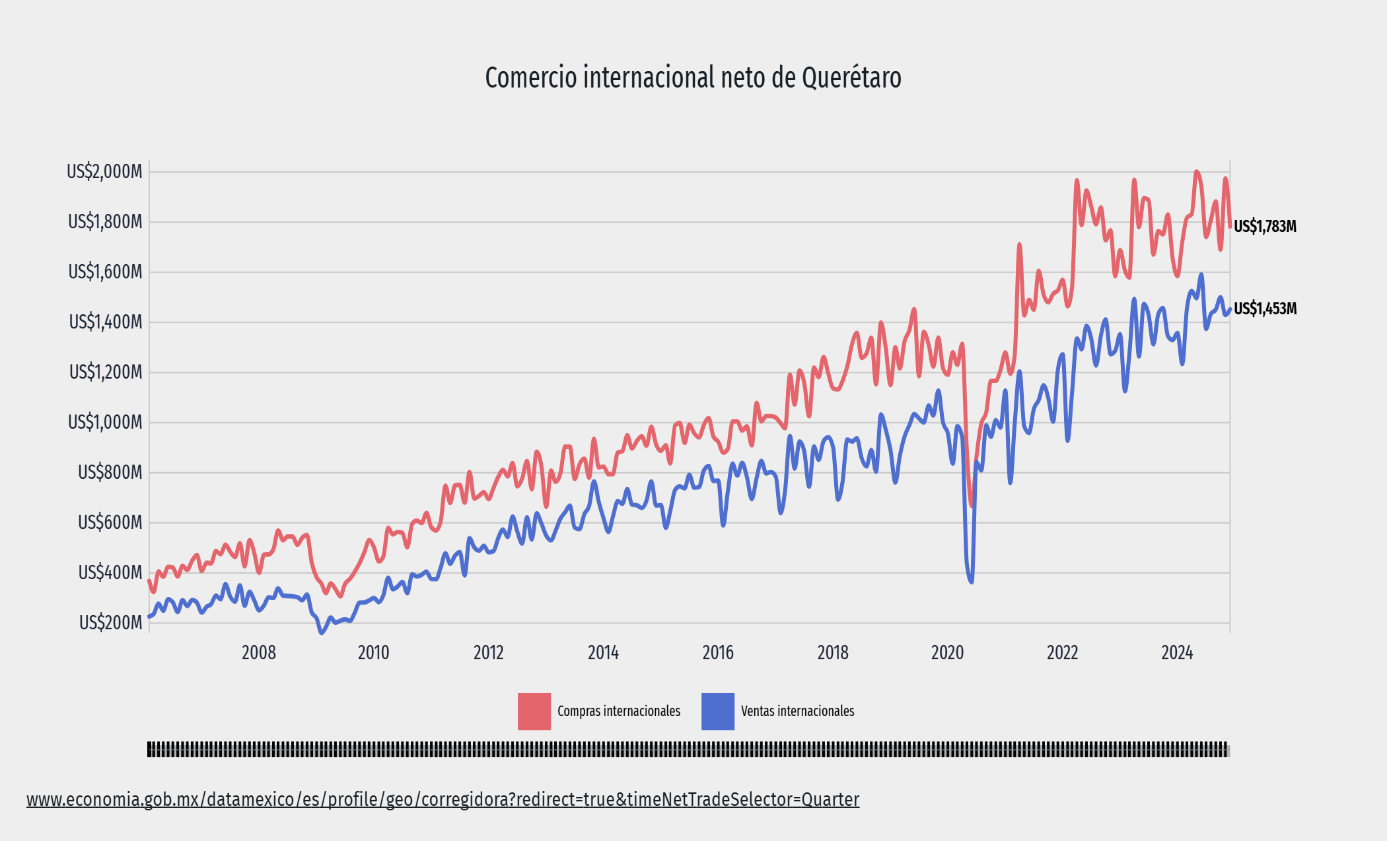 Comercio internacional neto de Querétaro
US$2,000M
US$1,800M
US$1,600M
US$1,400M
US$1,200M
US$1,000M
US$800M
US$600M
US$400M
US$200M
US$1,783M
US$1,453M
2008 2010 2012 2014 2016 2018 2020 2022 2024
Compras internacionales Ventas internacionales
www.economia.gob.mx/datamexico/es/profile/geo/corregidora?redirect=true&timeNetTradeSelector=Quarter